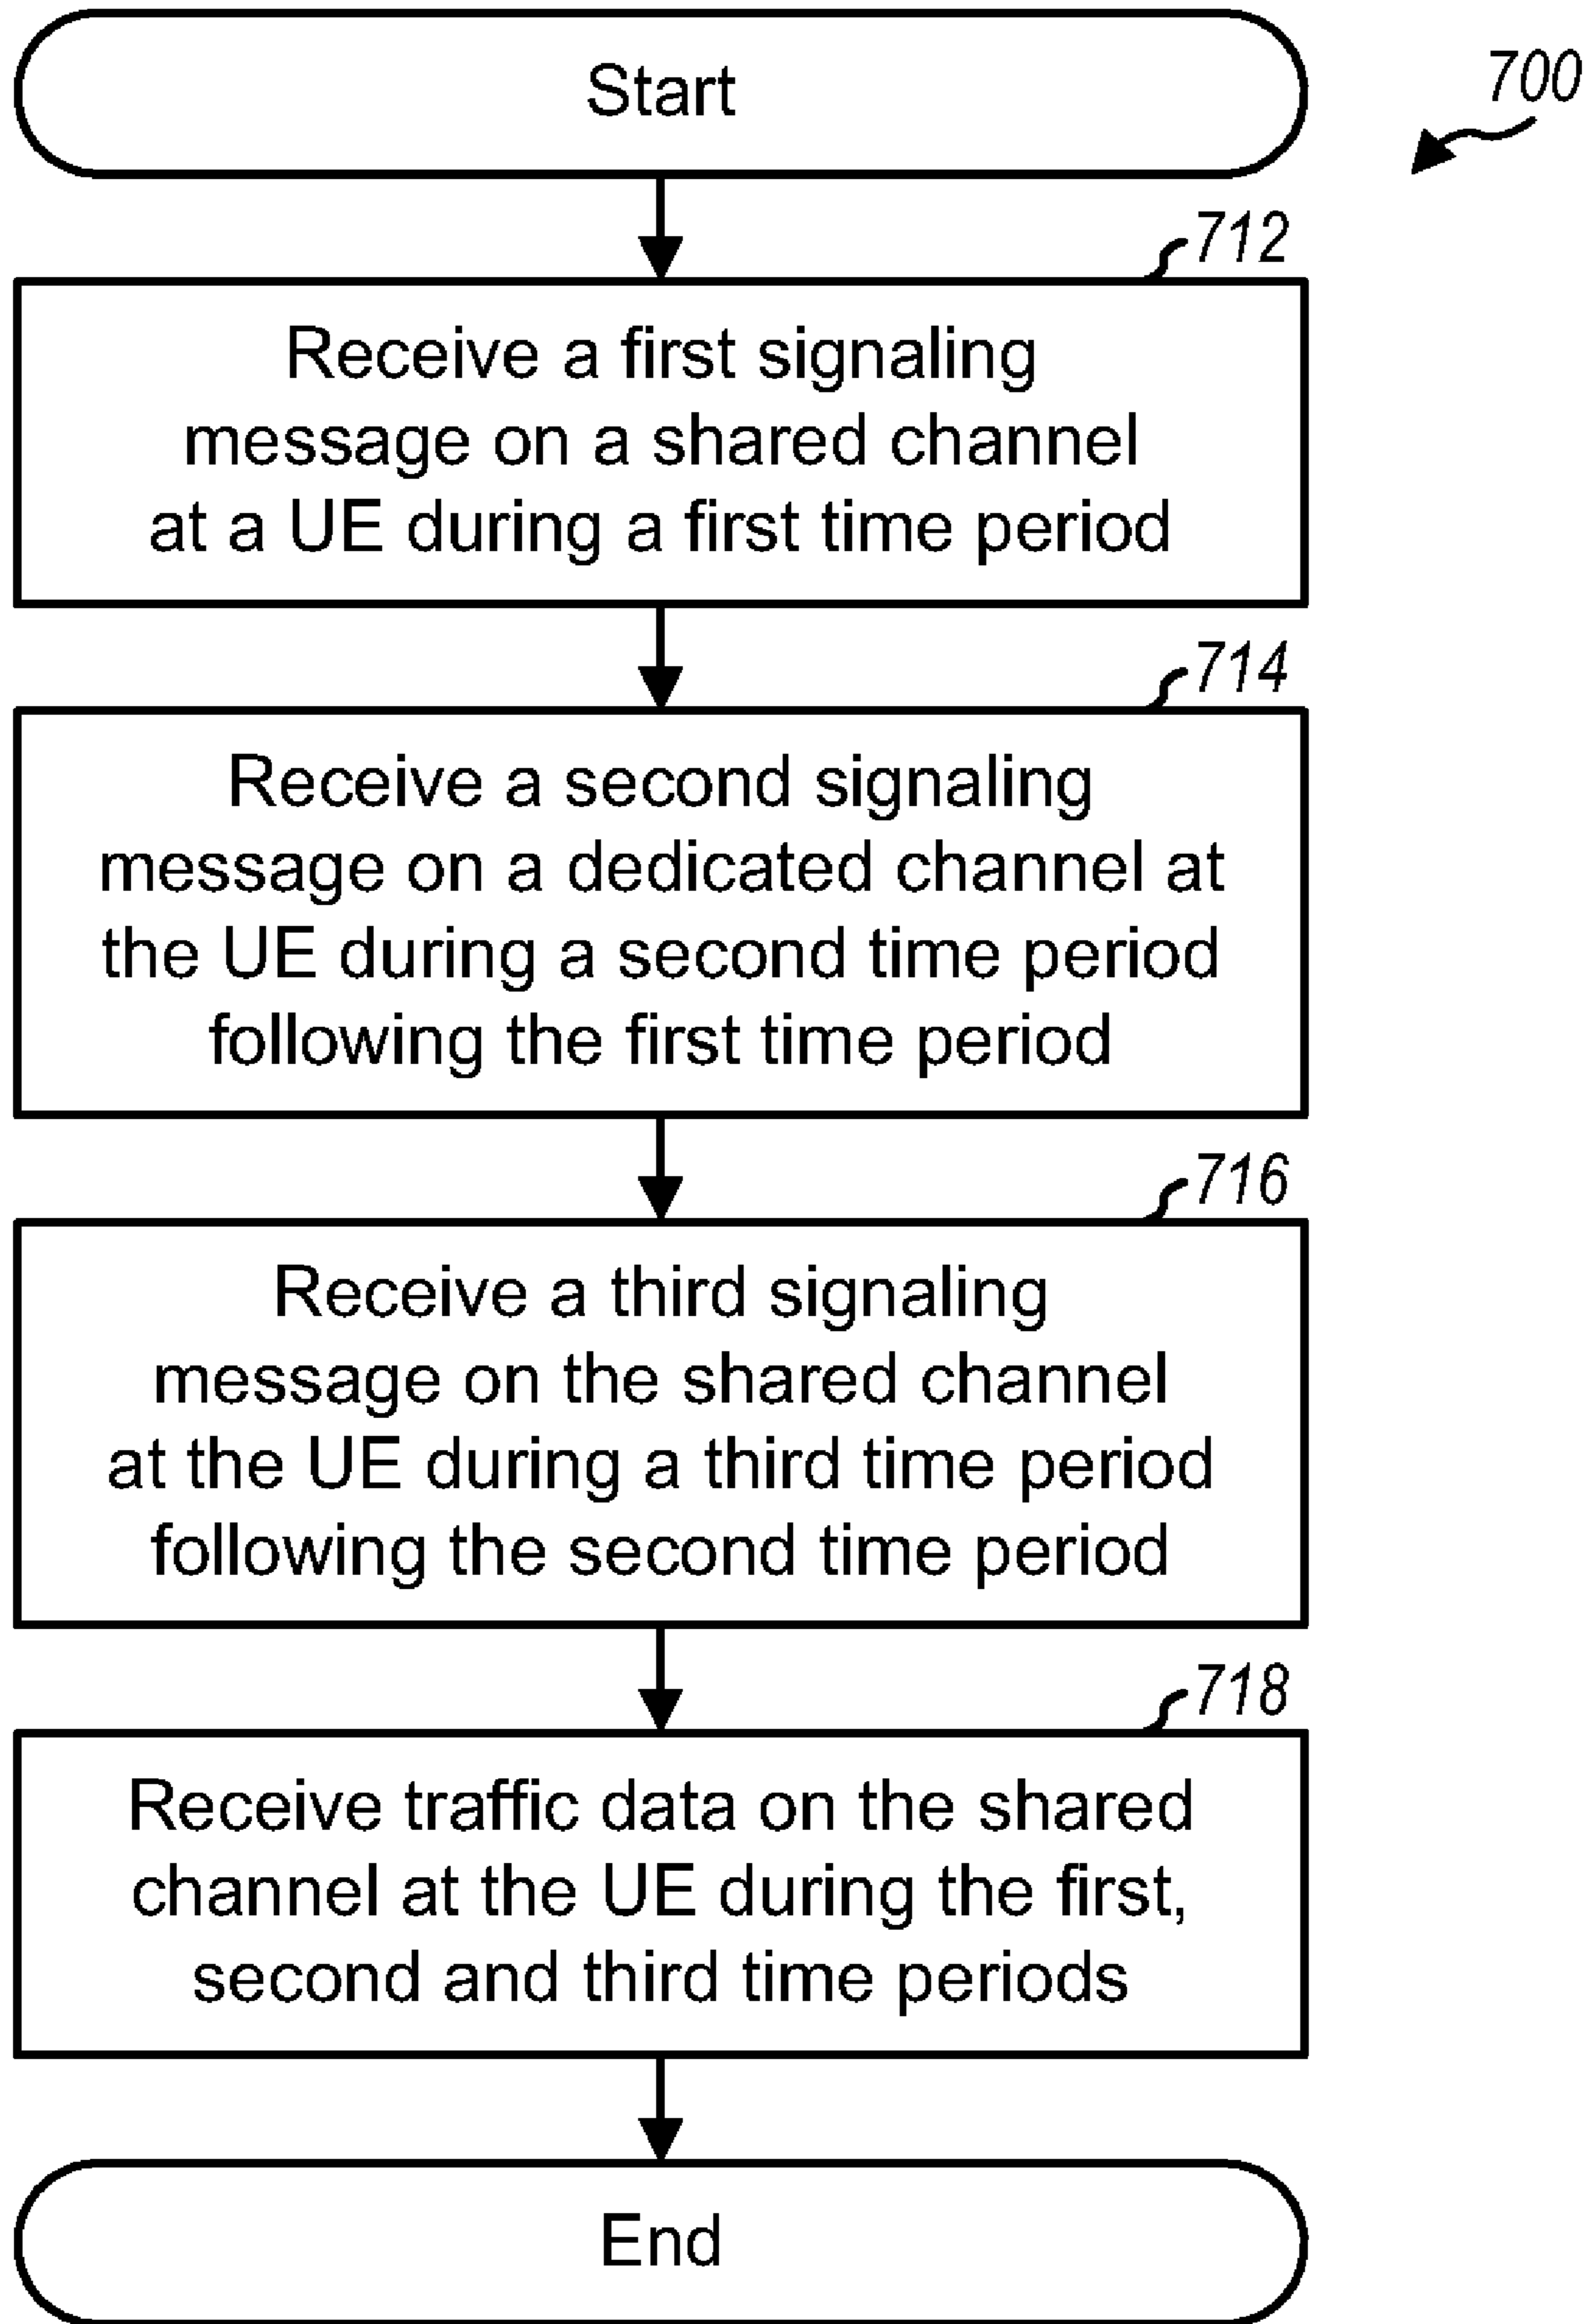 Start
700
712
Receive a first signaling
message on a shared channel
at a UE during a first time period
714
Receive a second signaling
message on a dedicated channel at
the UE during a second time period
following the first time period
716
Receive a third signaling
message on the shared channel
at the UE during a third time period
following the second time period
718
Receive traffic data on the shared
channel at the UE during the first,
second and third time periods
End